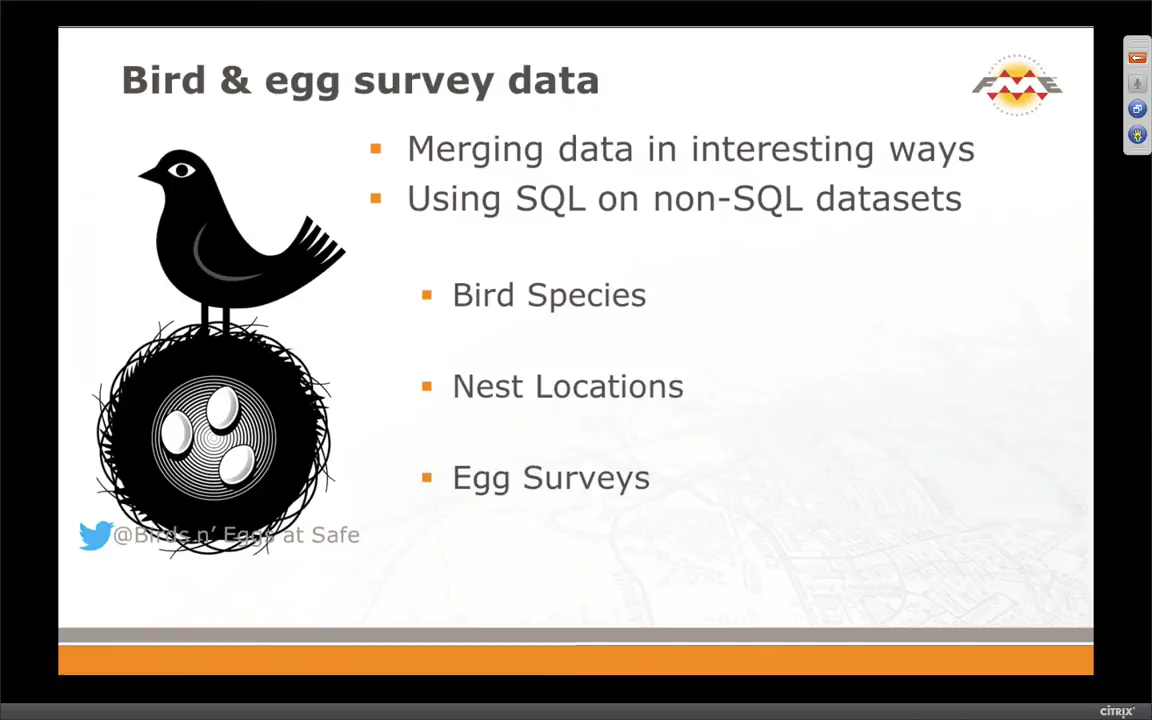 Bird & egg survey data
FME
Merging data in interesting ways
Using SQL on non-SQL datasets
Bird Species
Nest Locations
Egg Surveys
@Birds n’ Eggs at Safe
CITRIX